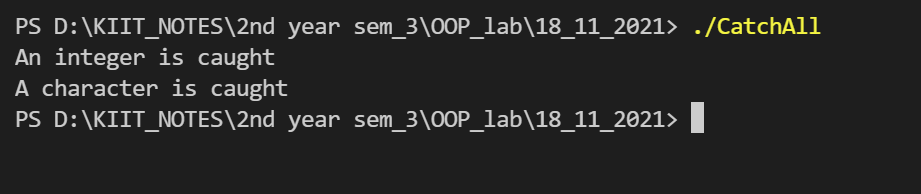 PS D:\KIIT_NOTES\2nd year sem_3\OOP_lab\18_11_2021> ./CatchAll
An integer is caught
A character is caught
PS D:\KIIT_NOTES\2nd year sem_3\OOP_lab\18_11_2021>